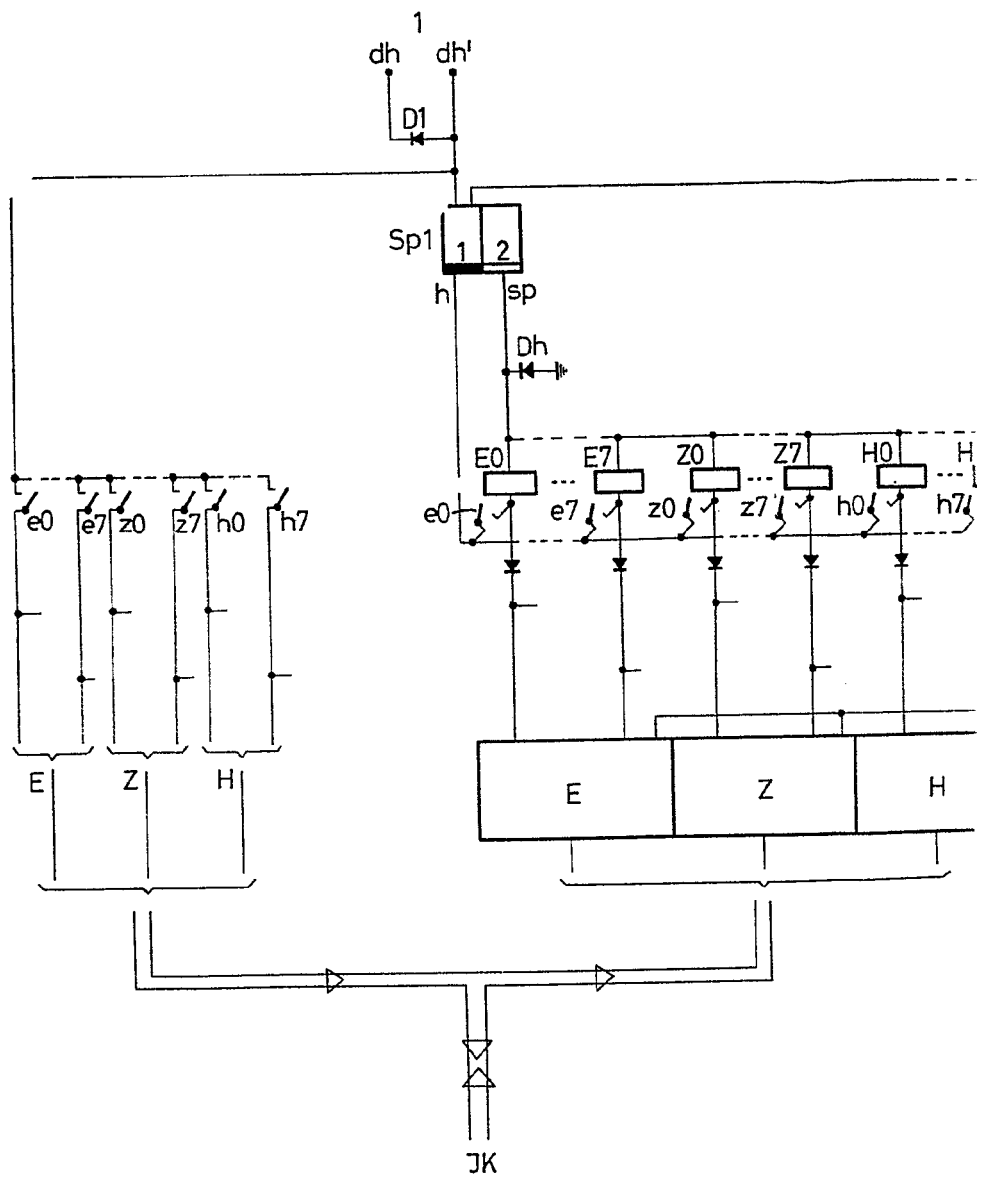 1
dh dh'
D1
Sp1 1 2
h sp
Dh
E0 E7 Z0 Z7 H0 H
e0 e7 z0 z7 h0 h7
e0 e7 z0 z7 h0 h7
E Z H
E Z H
JK